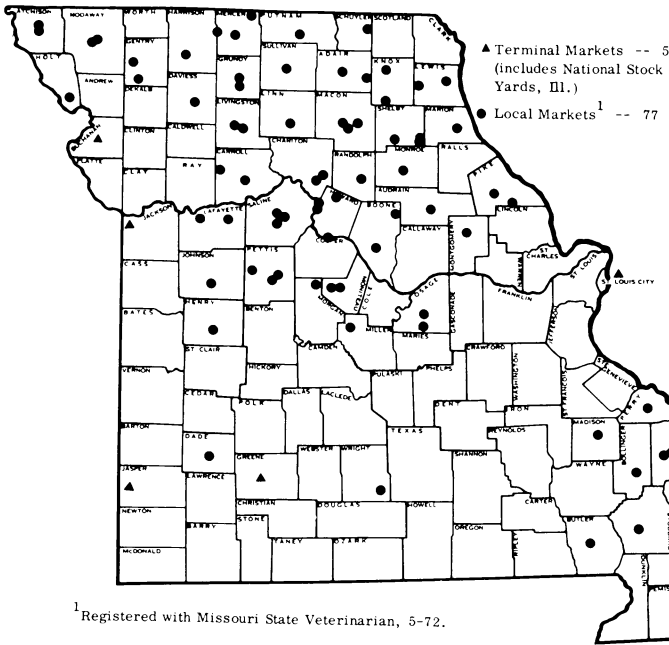 ATCHISON
NODAWAY
WORTH
HARRISON
MERCER
PUTNAM
SCHUYLER
SCOTLAND
CLARK
GENTRY
SULLIVAN
ADAIR
KNOX
LEWIS
HOLT
ANDREW
DEKALB
DAVIESS
GRUNDY
LINN
MACON
SHELBY
MARION
BUCHANAN
CLINTON
CALDWELL
LIVINGSTON
CHARITON
RANDOLPH
MONROE
RALLS
PLATTE
CLAY
RAY
CARROLL
HOWARD
BOONE
AUDRAIN
PIKE
JACKSON
LAFAYETTE
SALINE
COOPER
CALLAWAY
MONTGOMERY
LINCOLN
WARREN
ST CHARLES
ST LOUIS
ST LOUIS CITY
CASS
JOHNSON
PETTIS
MORGAN
MONITEAU
COLE
OSAGE
GASCONADE
FRANKLIN
JEFFERSON
BATES
HENRY
BENTON
MILLER
MARIES
CAMDEN
ST CLAIR
HICKORY
PULASKI
PHELPS
CRAWFORD
WASHINGTON
ST FRANCOIS
STE GENEVIEVE
PERRY
VERNON
CEDAR
POLK
DALLAS
LACLEDE
DENT
IRON
MADISON
BOLLINGER
BARTON
DADE
GREENE
WEBSTER
WRIGHT
TEXAS
REYNOLDS
SHANNON
WAYNE
JASPER
LAWRENCE
CHRISTIAN
DOUGLAS
HOWELL
CARTER
BUTLER
NEWTON
BARRY
STONE
TANEY
OZARK
OREGON
RIPLEY
McDONALD
DUNKLIN
PEMIS
▲ Terminal Markets -- 5
(includes National Stock
Yards, Ill.)
● Local Markets¹ -- 77
¹Registered with Missouri State Veterinarian, 5-72.